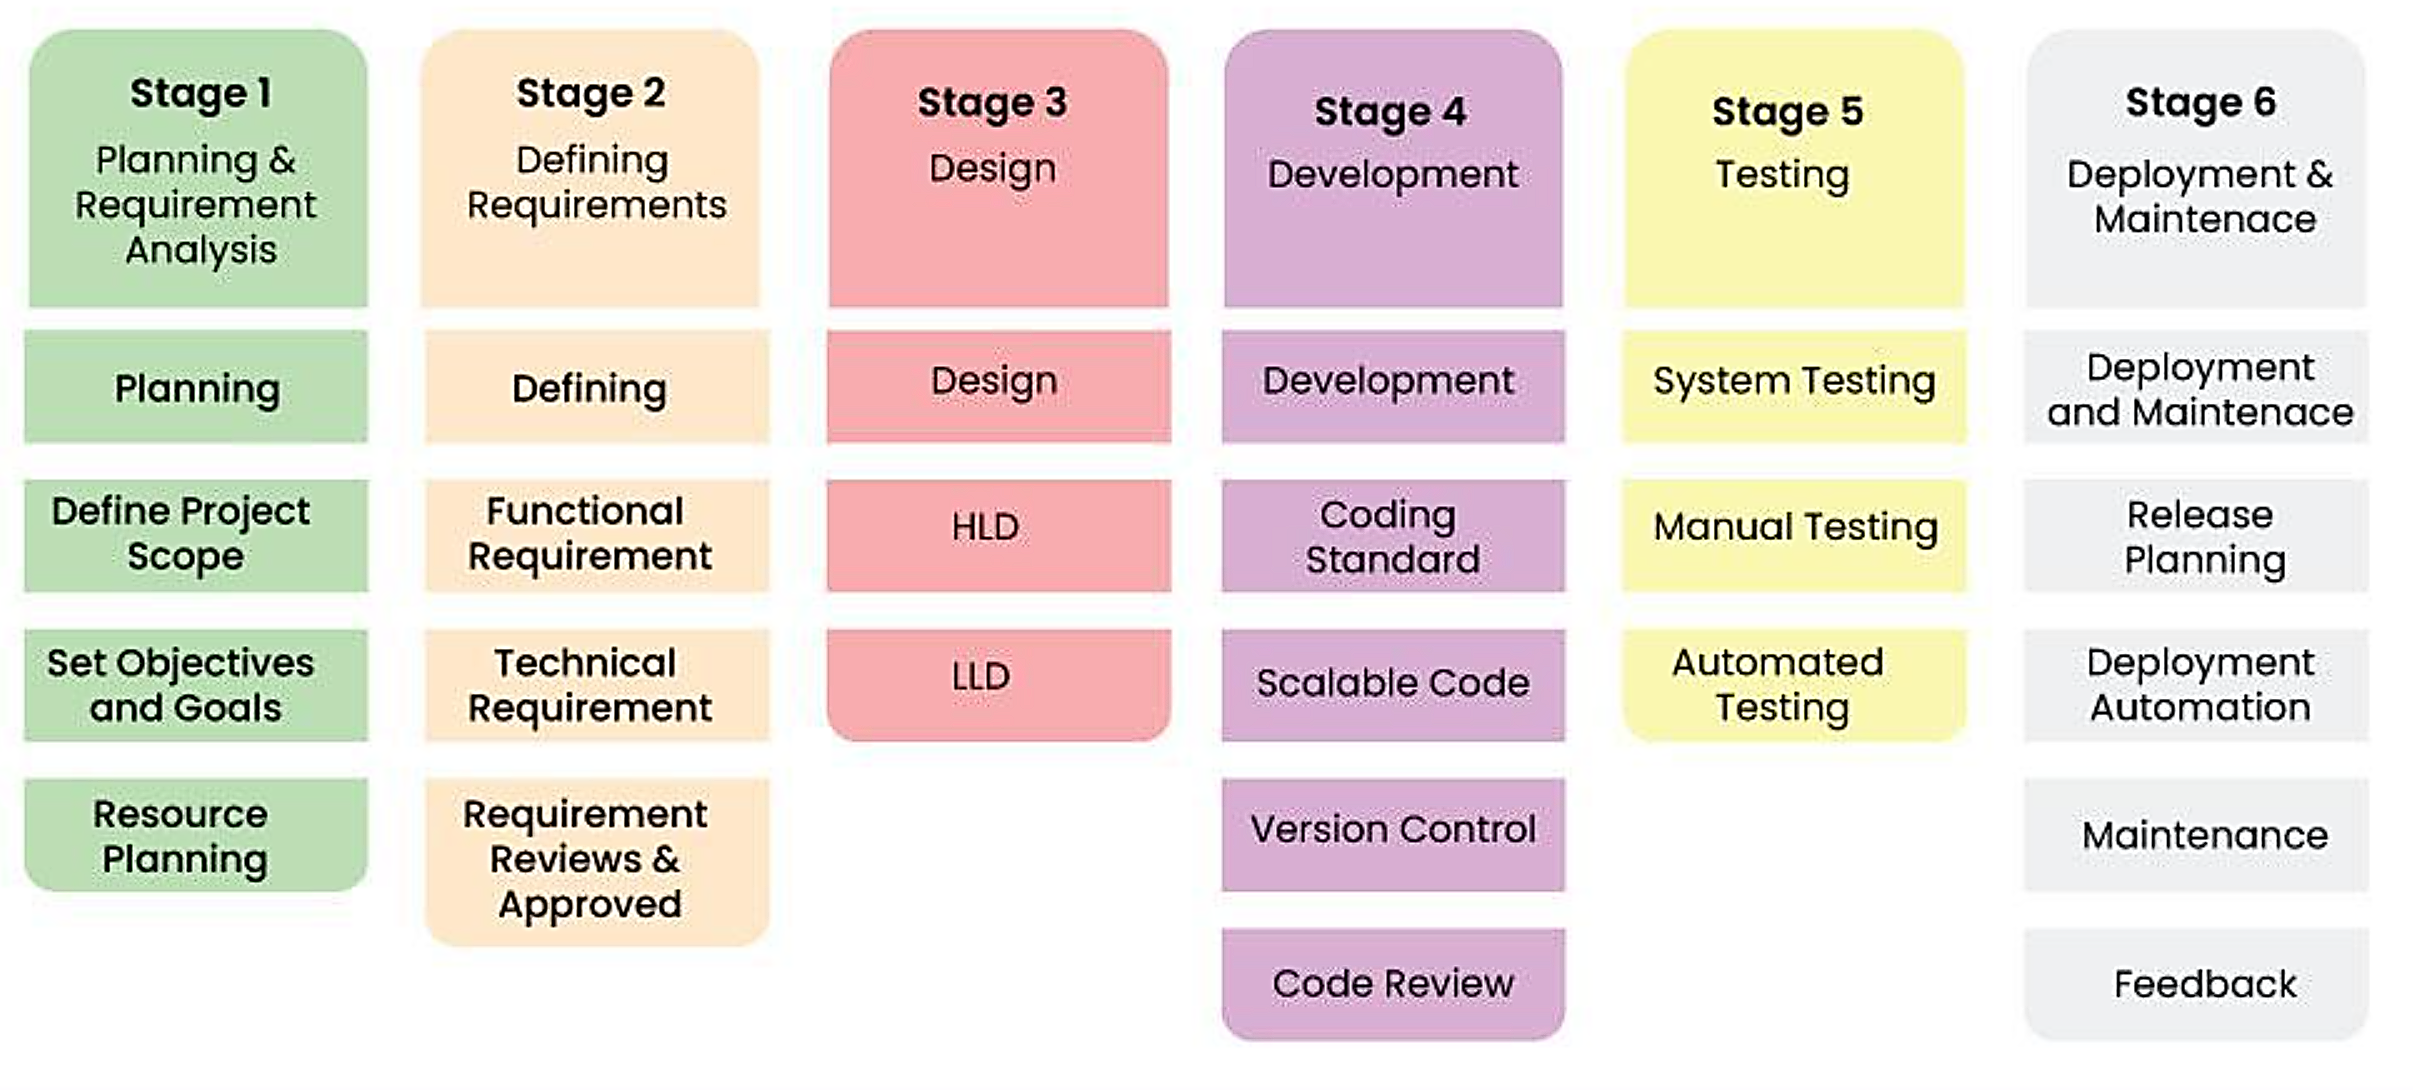 Stage 1
Planning &
Requirement
Analysis
Planning
Define Project
Scope
Set Objectives
and Goals
Resource
Planning
Stage 2
Defining
Requirements
Defining
Functional
Requirement
Technical
Requirement
Requirement
Reviews &
Approved
Stage 3
Design
Design
HLD
LLD
Stage 4
Development
Development
Coding
Standard
Scalable Code
Version Control
Code Review
Stage 5
Testing
System Testing
Manual Testing
Automated
Testing
Stage 6
Deployment &
Maintenace
Deployment
and Maintenace
Release
Planning
Deployment
Automation
Maintenance
Feedback